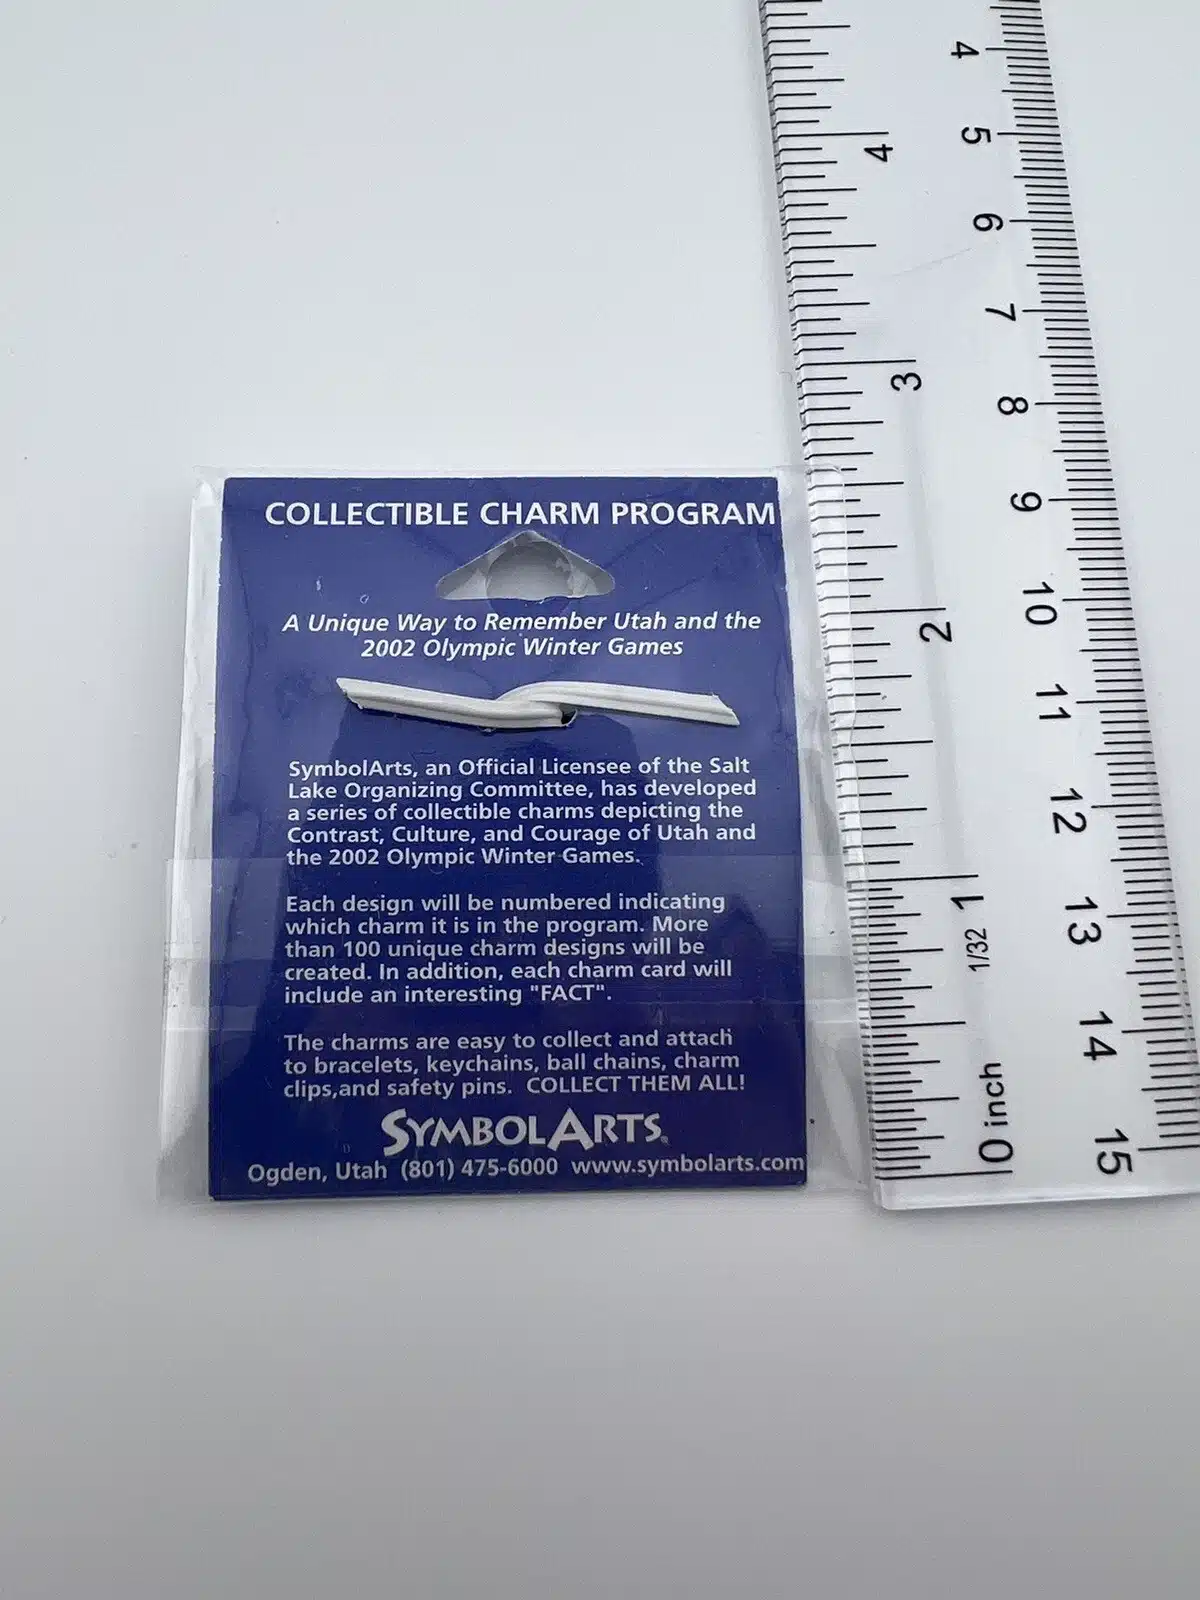 COLLECTIBLE CHARM PROGRAM
A Unique Way to Remember Utah and the
2002 Olympic Winter Games
SymbolArts, an Official Licensee of the Salt
Lake Organizing Committee, has developed
a series of collectible charms depicting the
Contrast, Culture, and Courage of Utah and
the 2002 Olympic Winter Games.
Each design will be numbered indicating
which charm it is in the program. More
than 100 unique charm designs will be
created. In addition, each charm card will
include an interesting "FACT".
The charms are easy to collect and attach
to bracelets, keychains, ball chains, charm
clips,and safety pins. COLLECT THEM ALL!
SYMBOLARTS®
Ogden, Utah (801) 475-6000 www.symbolarts.com
4
3
2
1
1/32
0 inch
4
5
6
7
8
9
10
11
12
13
14
15